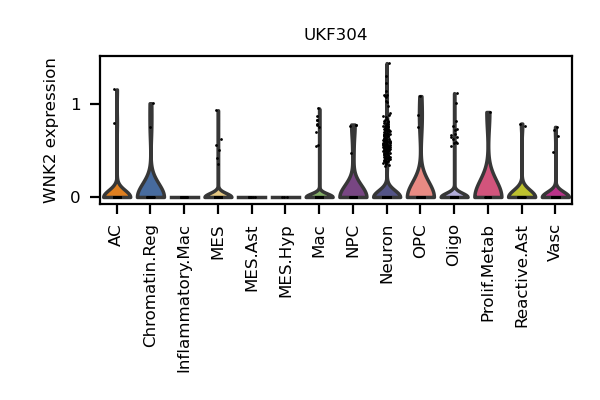 UKF304
WNK2 expression
1
0
AC
Chromatin.Reg
Inflammatory.Mac
MES
MES.Ast
MES.Hyp
Mac
NPC
Neuron
OPC
Oligo
Prolif.Metab
Reactive.Ast
Vasc